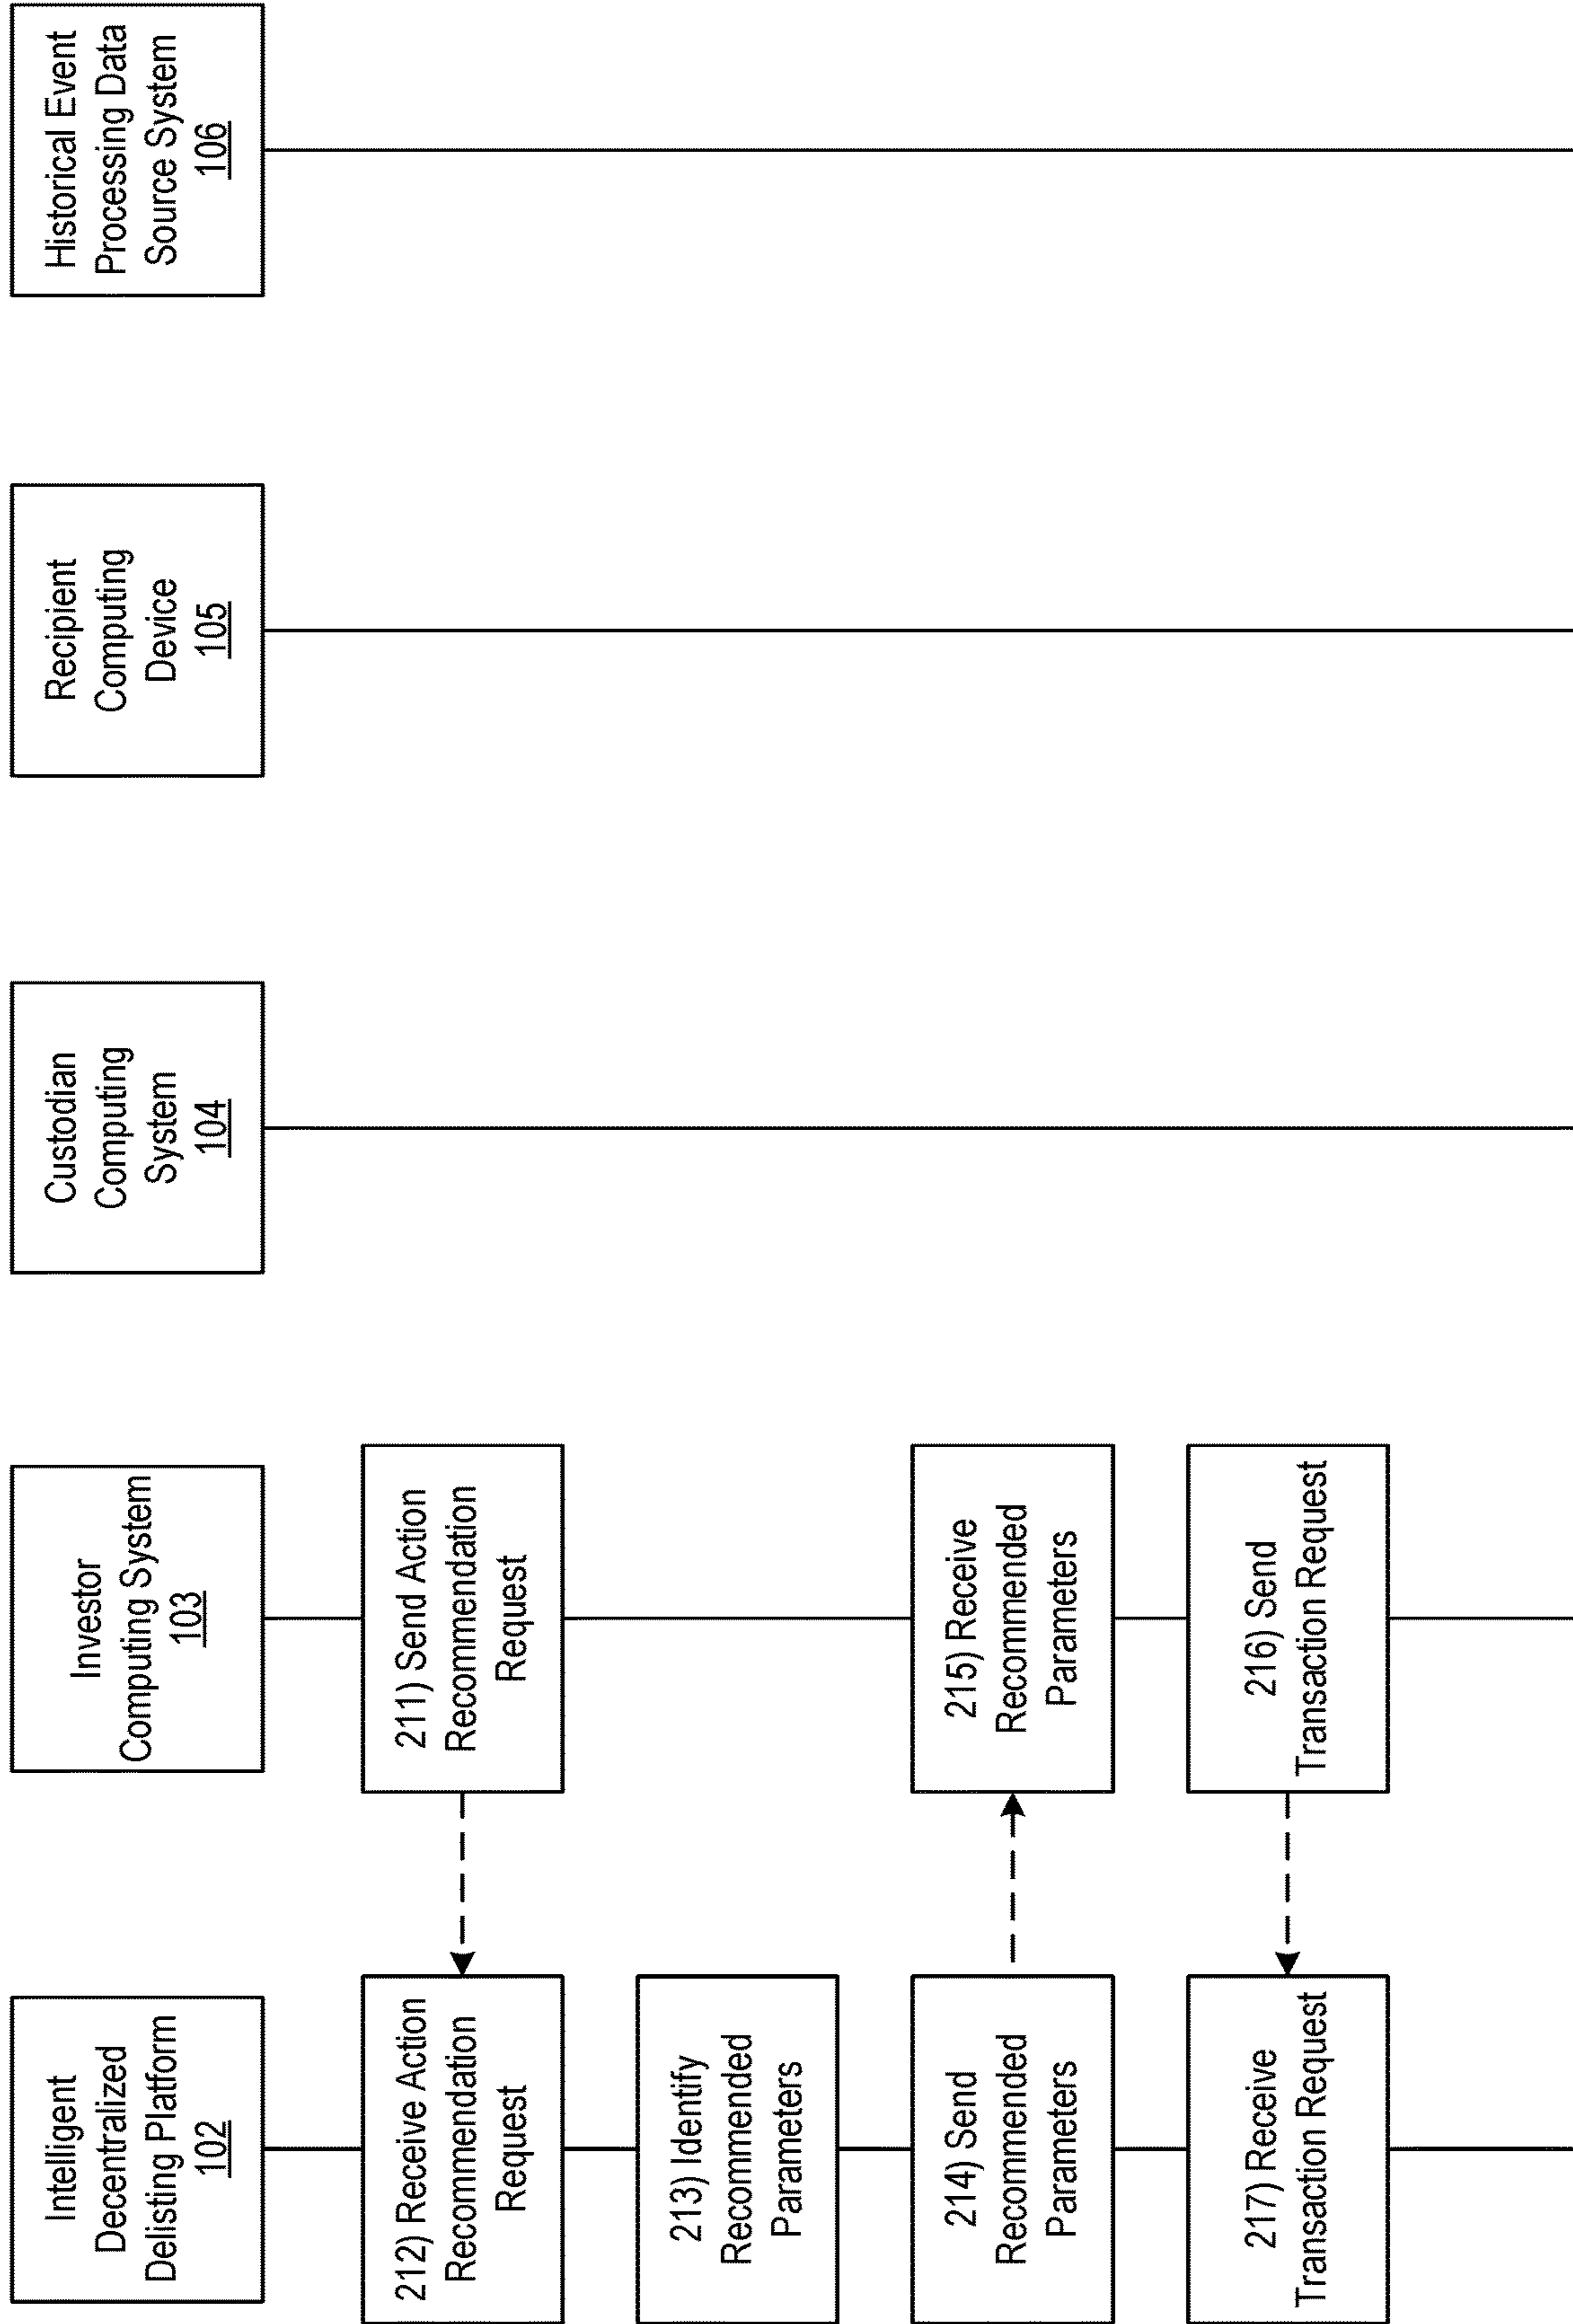 Intelligent
Decentralized
Delisting Platform
102
Investor
Computing System
103
Custodian
Computing
System
104
Recipient
Computing
Device
105
Historical Event
Processing Data
Source System
106
212) Receive Action
Recommendation
Request
211) Send Action
Recommendation
Request
213) Identify
Recommended
Parameters
214) Send
Recommended
Parameters
215) Receive
Recommended
Parameters
217) Receive
Transaction Request
216) Send
Transaction Request